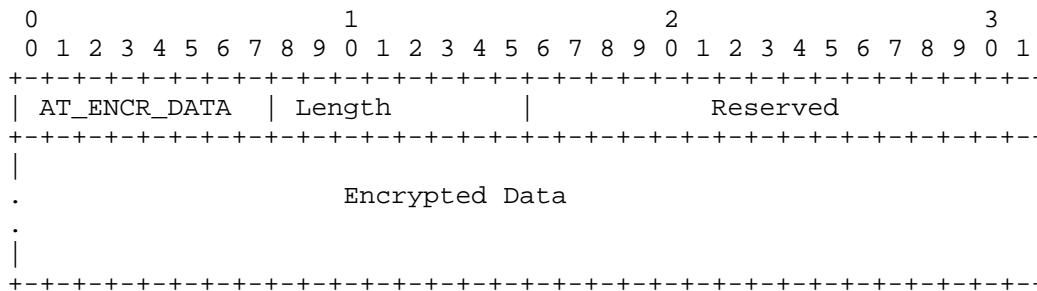 0                   1                   2                   3
 0 1 2 3 4 5 6 7 8 9 0 1 2 3 4 5 6 7 8 9 0 1 2 3 4 5 6 7 8 9 0 1
+-+-+-+-+-+-+-+-+-+-+-+-+-+-+-+-+-+-+-+-+-+-+-+-+-+-+-+-+-+-+-+--
| AT_ENCR_DATA  | Length        |           Reserved
+-+-+-+-+-+-+-+-+-+-+-+-+-+-+-+-+-+-+-+-+-+-+-+-+-+-+-+-+-+-+-+--
|
.                    Encrypted Data
.
|
+-+-+-+-+-+-+-+-+-+-+-+-+-+-+-+-+-+-+-+-+-+-+-+-+-+-+-+-+-+-+-+--